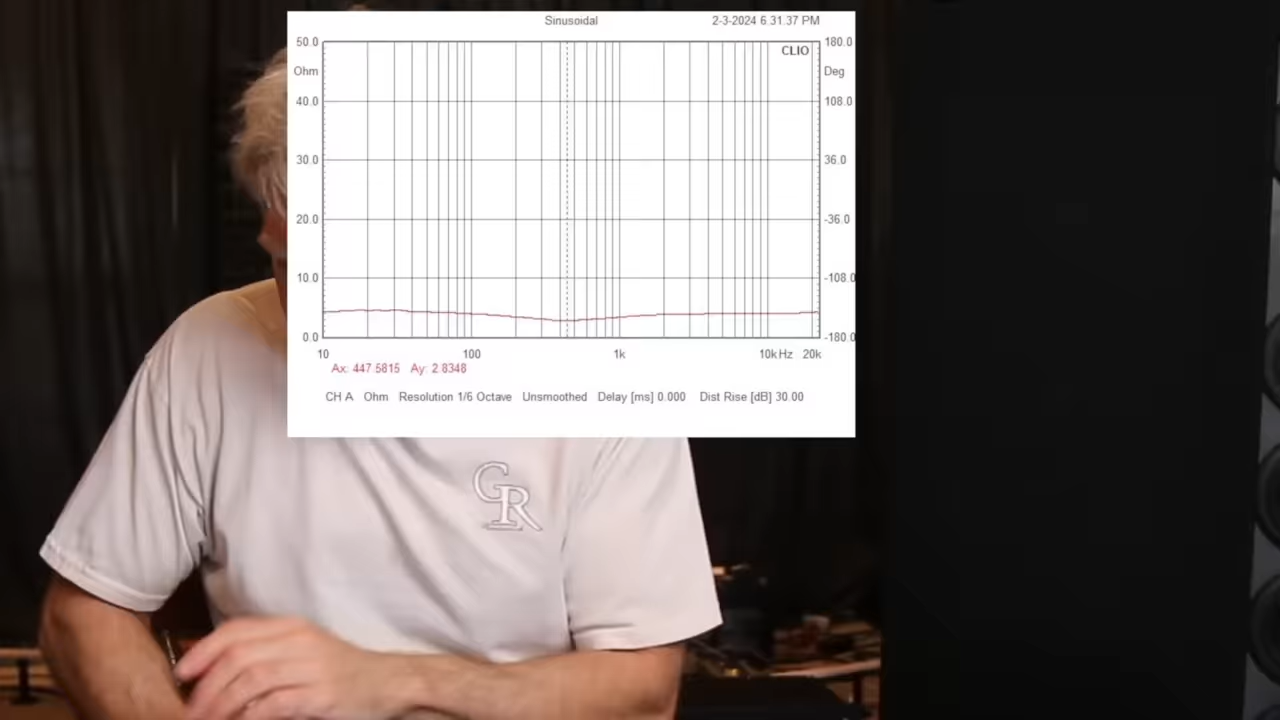 Sinusoidal 2-3-2024 6.31.37 PM
50.0 180.0
CLIO
Ohm Deg
40.0 108.0
30.0 36.0
20.0 -36.0
10.0 -108.0
0.0 -180.0
10 100 1k 10k Hz 20k
Ax: 447.5815 Ay: 2.8348
CH A Ohm Resolution 1/6 Octave Unsmoothed Delay [ms] 0.000 Dist Rise [dB] 30.00
GR